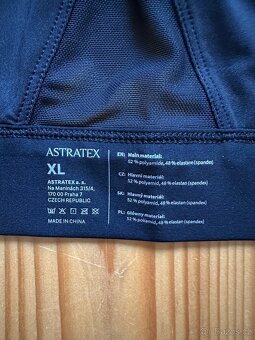 ASTRATEX
XL
ASTRATEX a. s.
Na Maninách 315/4,
170 00 Praha 7
CZECH REPUBLIC
MADE IN CHINA
EN: Main material:
52 % polyamide, 48 % elastane (spandex)
CZ: Hlavní materiál:
52 % polyamid, 48 % elastan (spandex)
SK: Hlavný materiál:
52 % polyamid, 48 % elastan (spandex)
PL: Główny materiał:
52 % poliamid, 48 % elastan (spandex)